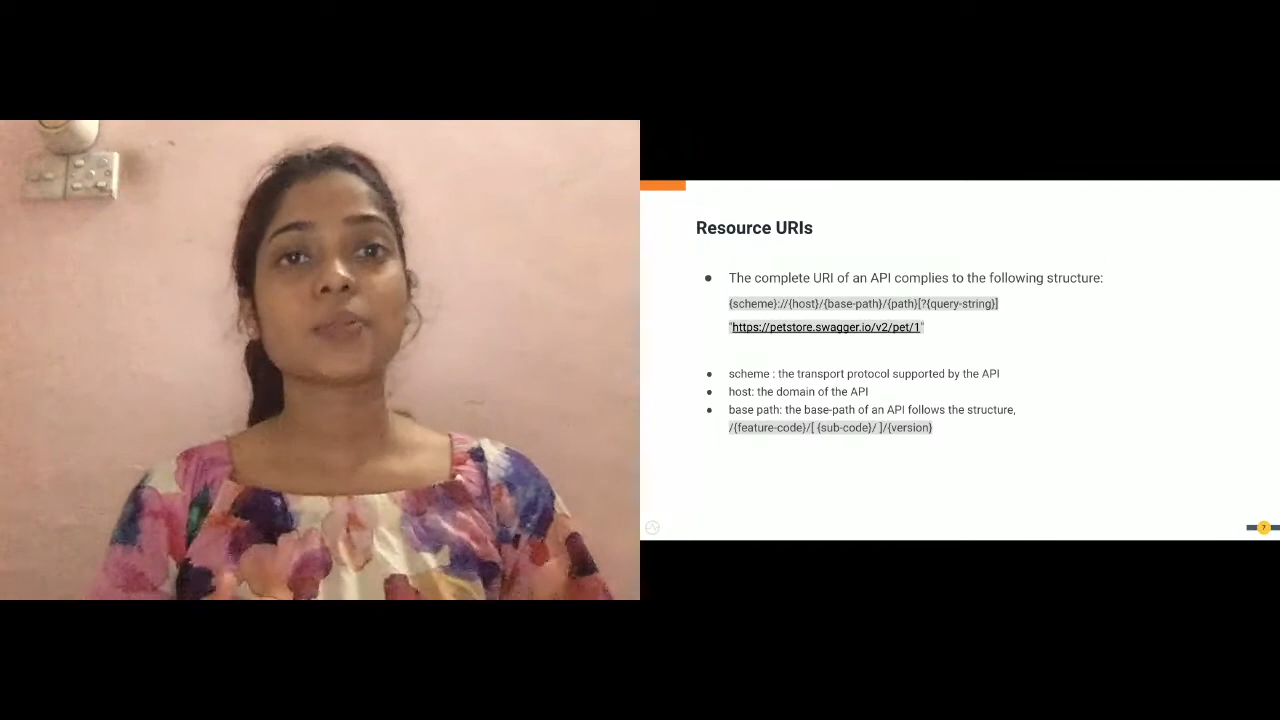 Resource URIs
● The complete URI of an API complies to the following structure:
{scheme}://{host}/{base-path}/{path}[?{query-string}]
"https://petstore.swagger.io/v2/pet/1"
● scheme : the transport protocol supported by the API
● host: the domain of the API
● base path: the base-path of an API follows the structure,
/{feature-code}/[ {sub-code}/ ]/{version}
7